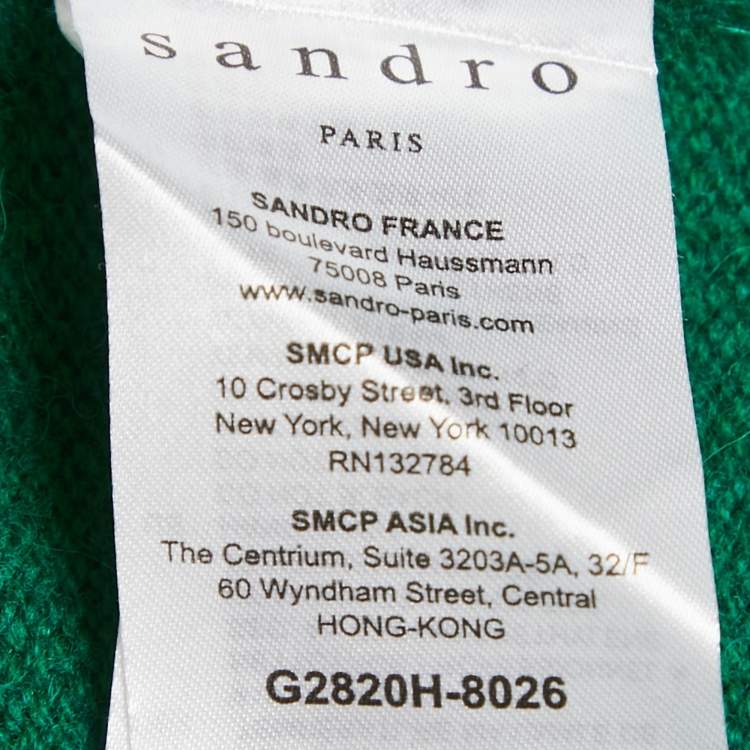 sandro
PARIS
SANDRO FRANCE
150 boulevard Haussmann
75008 Paris
www.sandro-paris.com
SMCP USA Inc.
10 Crosby Street, 3rd Floor
New York, New York 10013
RN132784
SMCP ASIA Inc.
The Centrium, Suite 3203A-5A, 32/F
60 Wyndham Street, Central
HONG-KONG
G2820H-8026